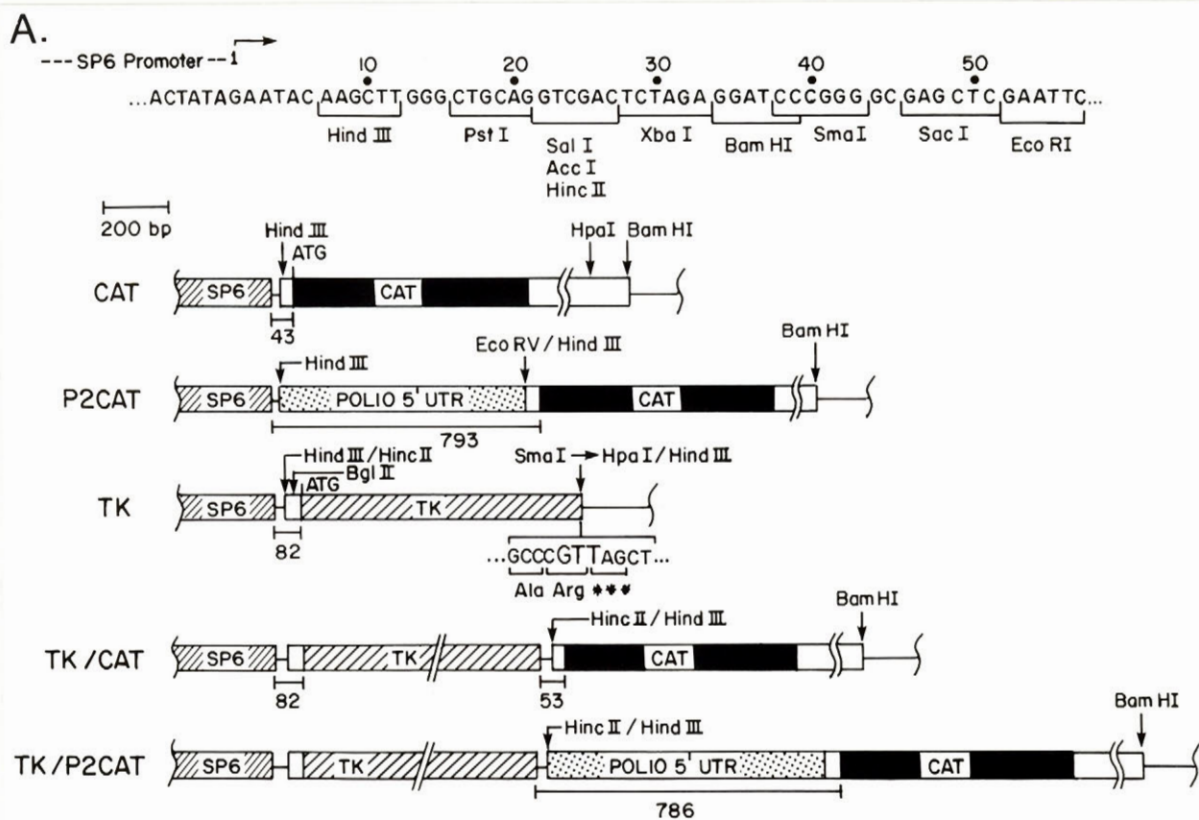 A.
--- SP6 Promoter --1
10 20 30 40 50
...ACTATAGAATAC AAGCTT GGG CTGCAG GTCGAC TCTAGA GGAT CCCGGG GC GAGCTC GAATTC...
Hind III Pst I Sal I Xba I Bam HI Sma I Sac I Eco RI
Acc I
Hinc II
200 bp
Hind III HpaI Bam HI
ATG
CAT SP6 CAT
43
Eco RV / Hind III Bam HI
Hind III
P2CAT SP6 POLIO 5' UTR CAT
793
Hind III/Hinc II Sma I → Hpa I/Hind III
Bgl II
ATG
TK SP6 TK
82
...GCCCGTTAGCT...
Ala Arg ***
Hinc II / Hind III Bam HI
TK/CAT SP6 TK CAT
82 53
Hinc II / Hind III Bam HI
TK/P2CAT SP6 TK POLIO 5' UTR CAT
786